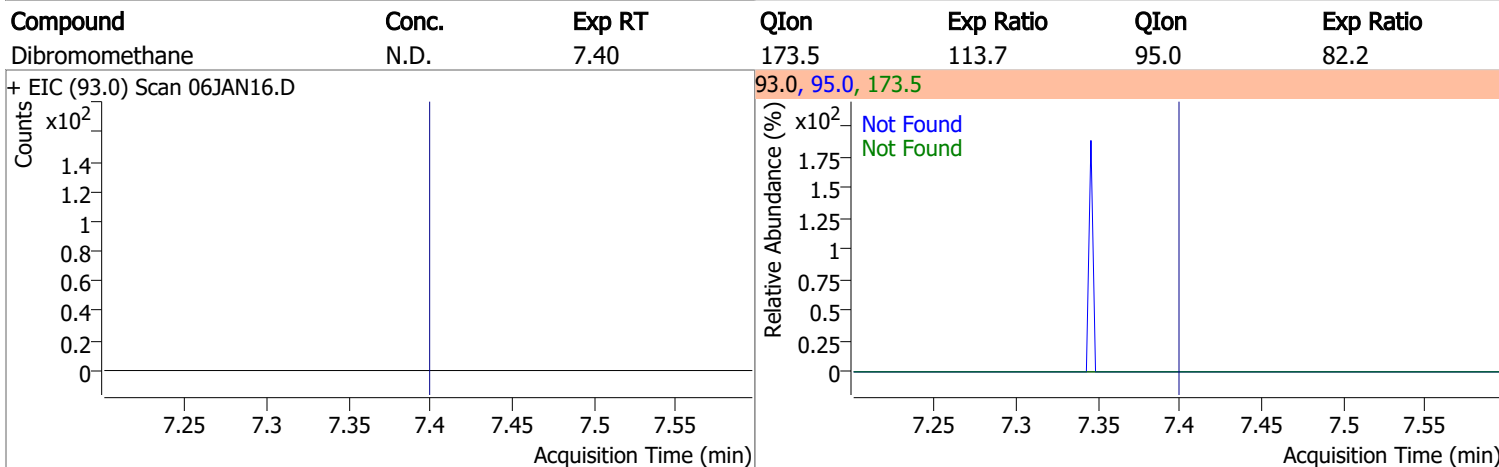 Compound Conc. Exp RT QIon Exp Ratio QIon Exp Ratio
Dibromomethane N.D. 7.40 173.5 113.7 95.0 82.2
+ EIC (93.0) Scan 06JAN16.D
Counts
x10²
1.4
1.2
1
0.8
0.6
0.4
0.2
0
7.25 7.3 7.35 7.4 7.45 7.5 7.55
Acquisition Time (min)
93.0, 95.0, 173.5
Relative Abundance (%)
x10²
Not Found
Not Found
1.75
1.5
1.25
1
0.75
0.5
0.25
0
7.25 7.3 7.35 7.4 7.45 7.5 7.55
Acquisition Time (min)